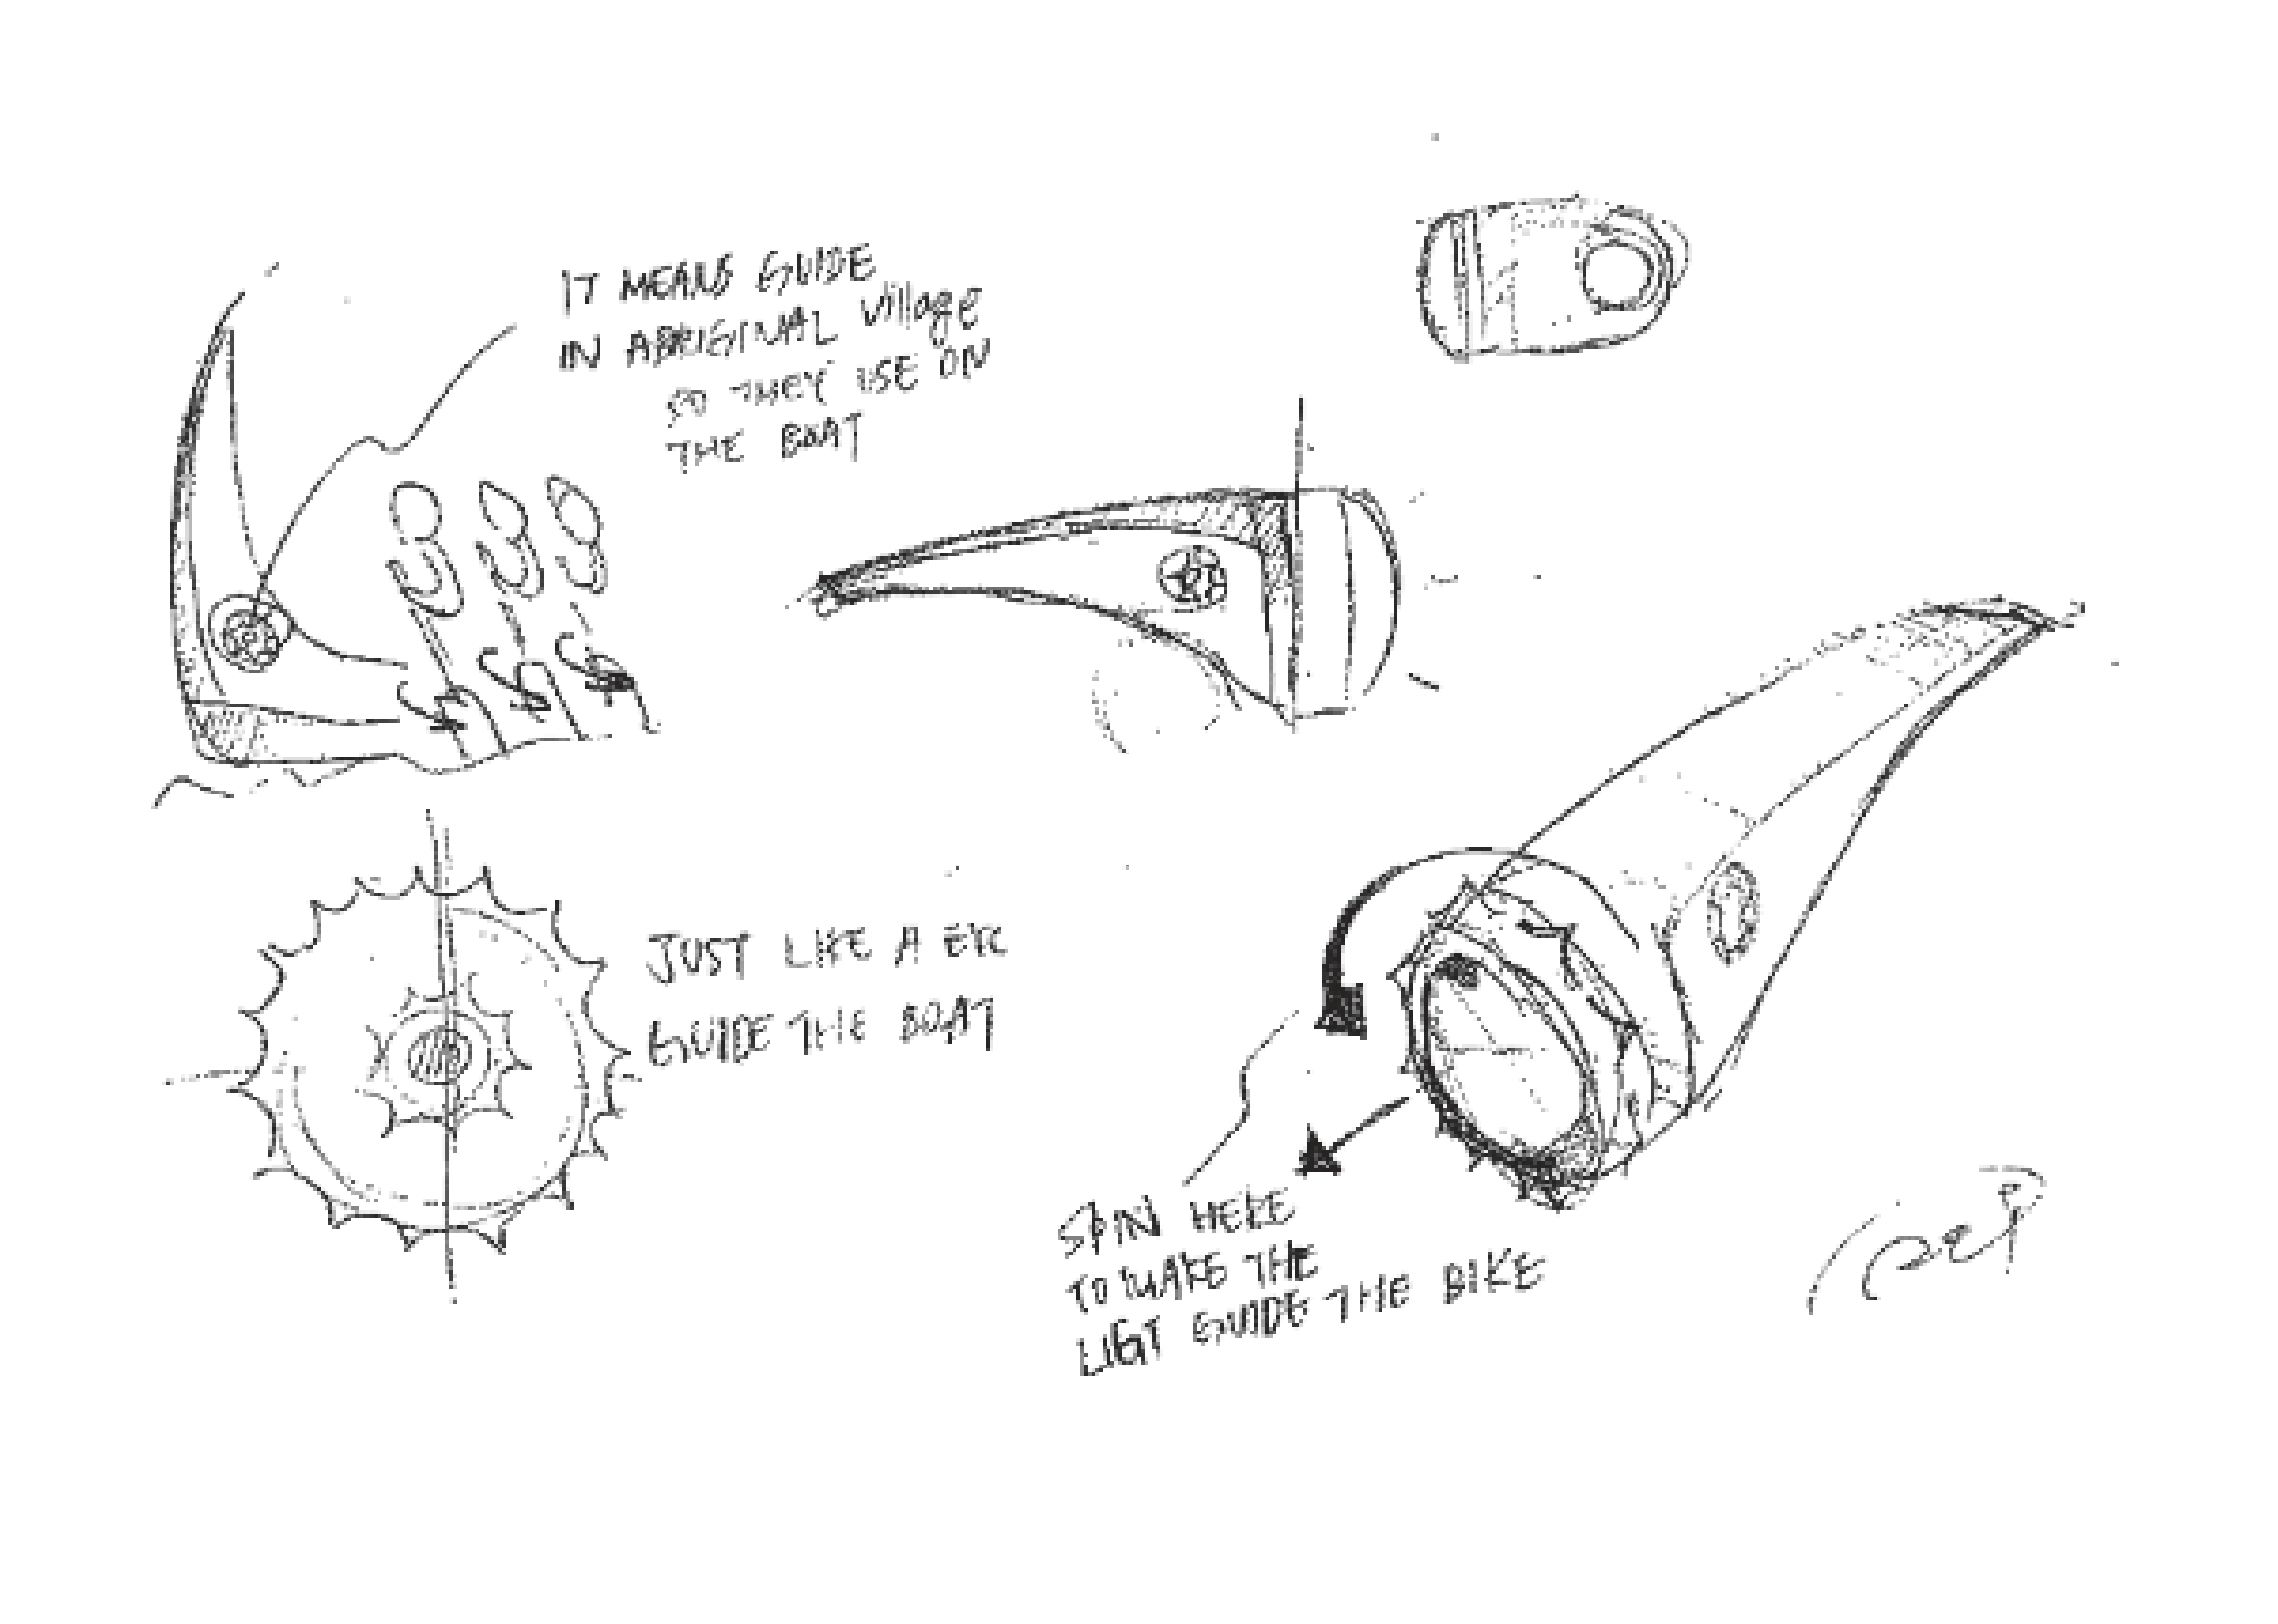 IT MEANS GUIDE
IN ABRIGINAL village
SO THEY USE ON
THE BOAT
JUST LIKE A EYE
GUIDE THE BOAT
SPIN HERE
TO MAKE THE
LIGT GUIDE THE BIKE